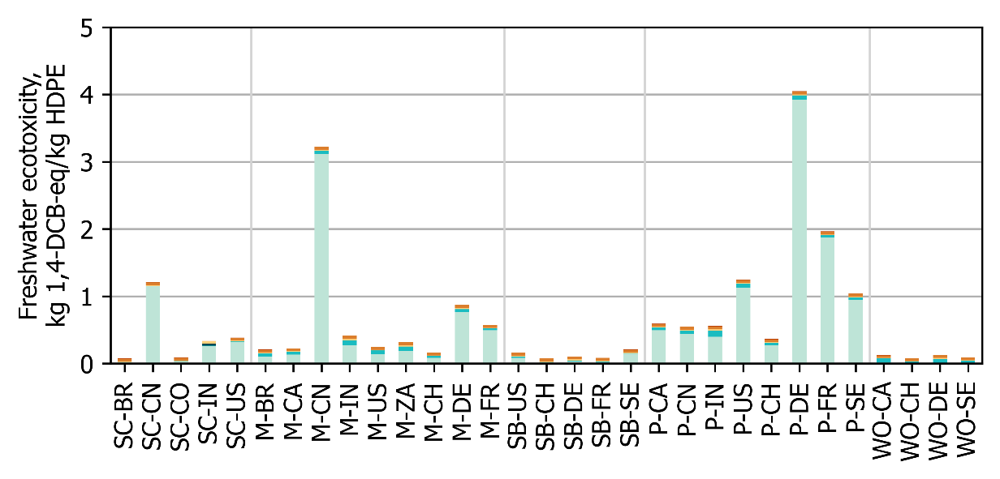 Freshwater ecotoxicity,
kg 1,4-DCB-eq/kg HDPE
5
4
3
2
1
0
SC-BR
SC-CN
SC-CO
SC-IN
SC-US
M-BR
M-CA
M-CN
M-IN
M-US
M-ZA
M-CH
M-DE
M-FR
SB-US
SB-CH
SB-DE
SB-FR
SB-SE
P-CA
P-CN
P-IN
P-US
P-CH
P-DE
P-FR
P-SE
WO-CA
WO-CH
WO-DE
WO-SE